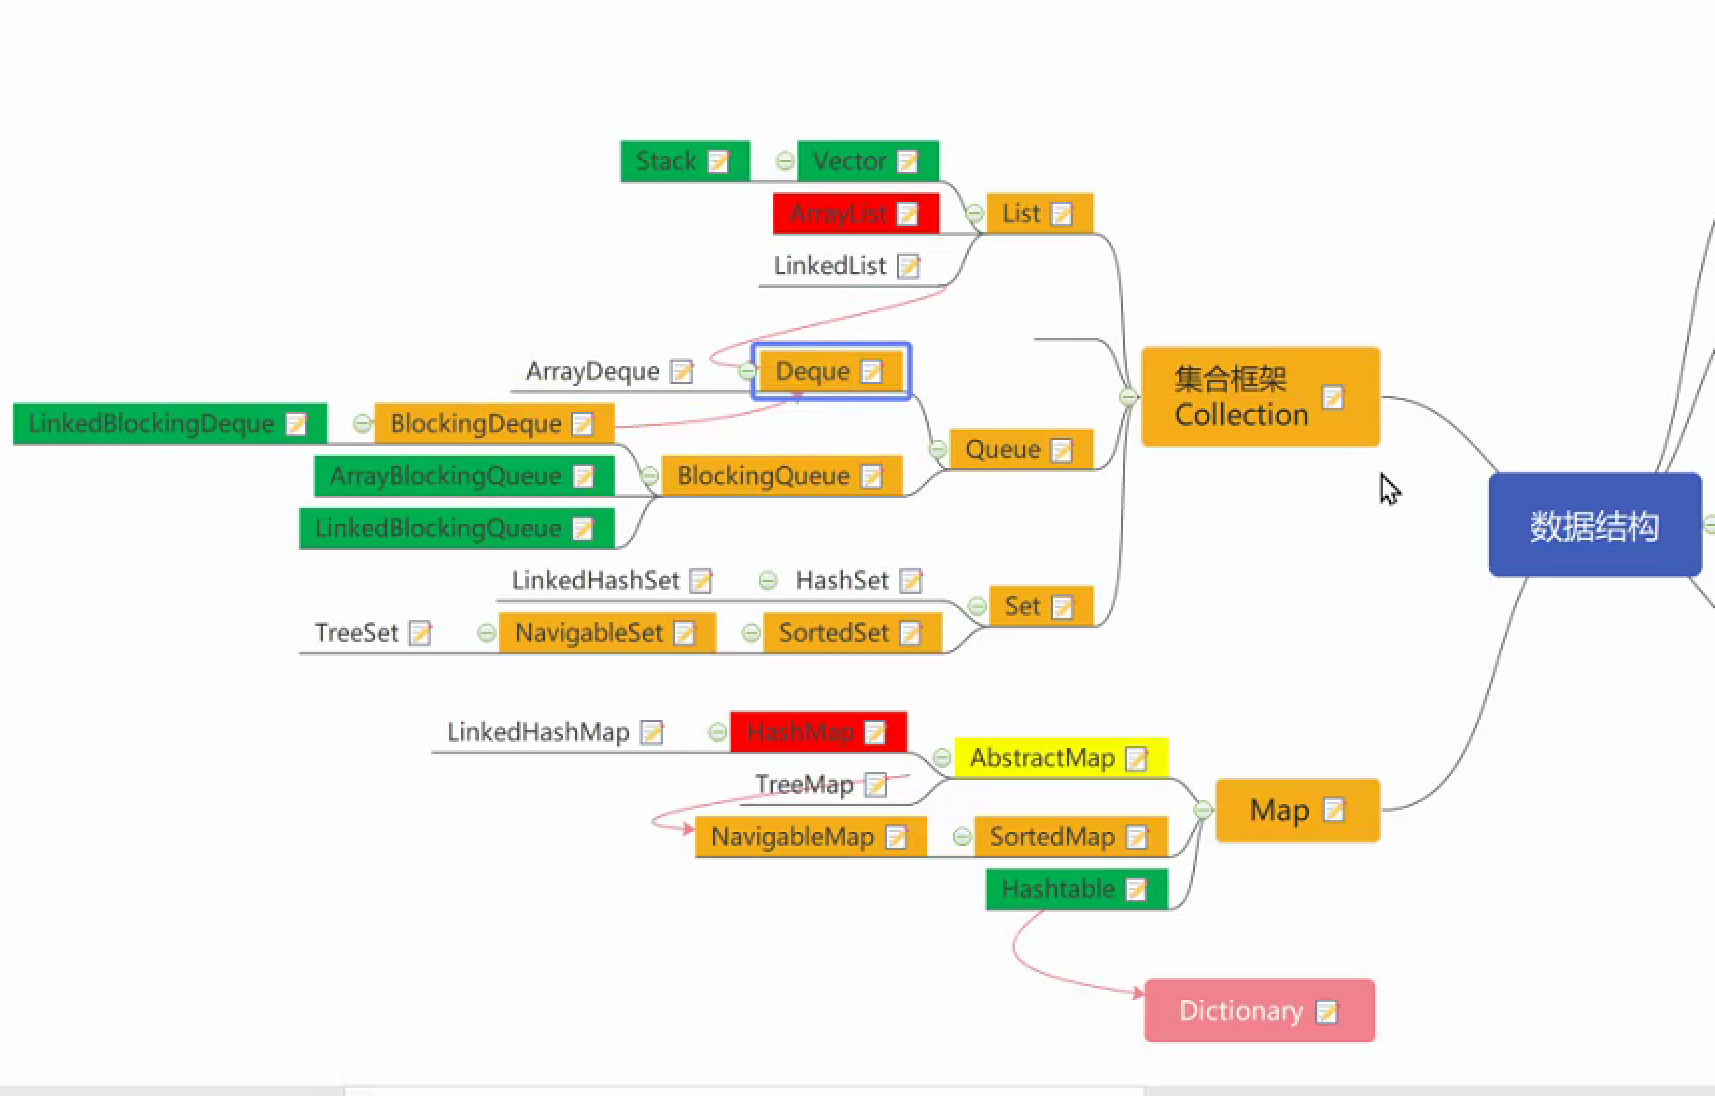 Stack
Vector
ArrayList
List
LinkedList
ArrayDeque
Deque
集合框架
Collection
LinkedBlockingDeque
BlockingDeque
Queue
ArrayBlockingQueue
BlockingQueue
LinkedBlockingQueue
数据结构
LinkedHashSet
HashSet
Set
TreeSet
NavigableSet
SortedSet
LinkedHashMap
HashMap
AbstractMap
TreeMap
Map
NavigableMap
SortedMap
Hashtable
Dictionary